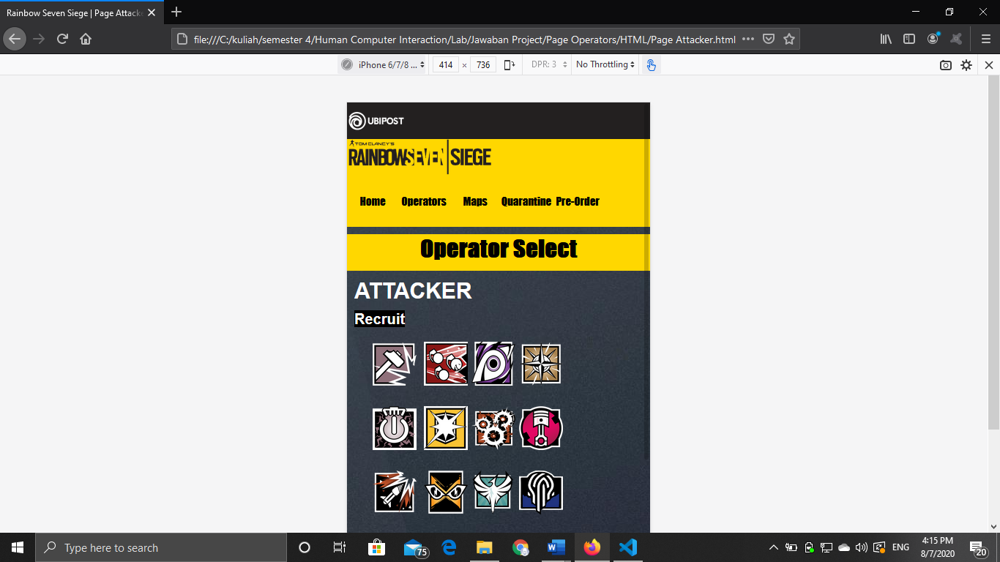 Rainbow Seven Siege | Page Attacke
file:///C:/kuliah/semester 4/Human Computer Interaction/Lab/Jawaban Project/Page Operators/HTML/Page Attacker.html
iPhone 6/7/8 ... 414 × 736 DPR: 3 No Throttling
UBIPOST
TOM CLANCY'S
RAINBOWSEVEN SIEGE
Home Operators Maps Quarantine Pre-Order
Operator Select
ATTACKER
Recruit
Type here to search
75
ENG
4:15 PM
8/7/2020
20